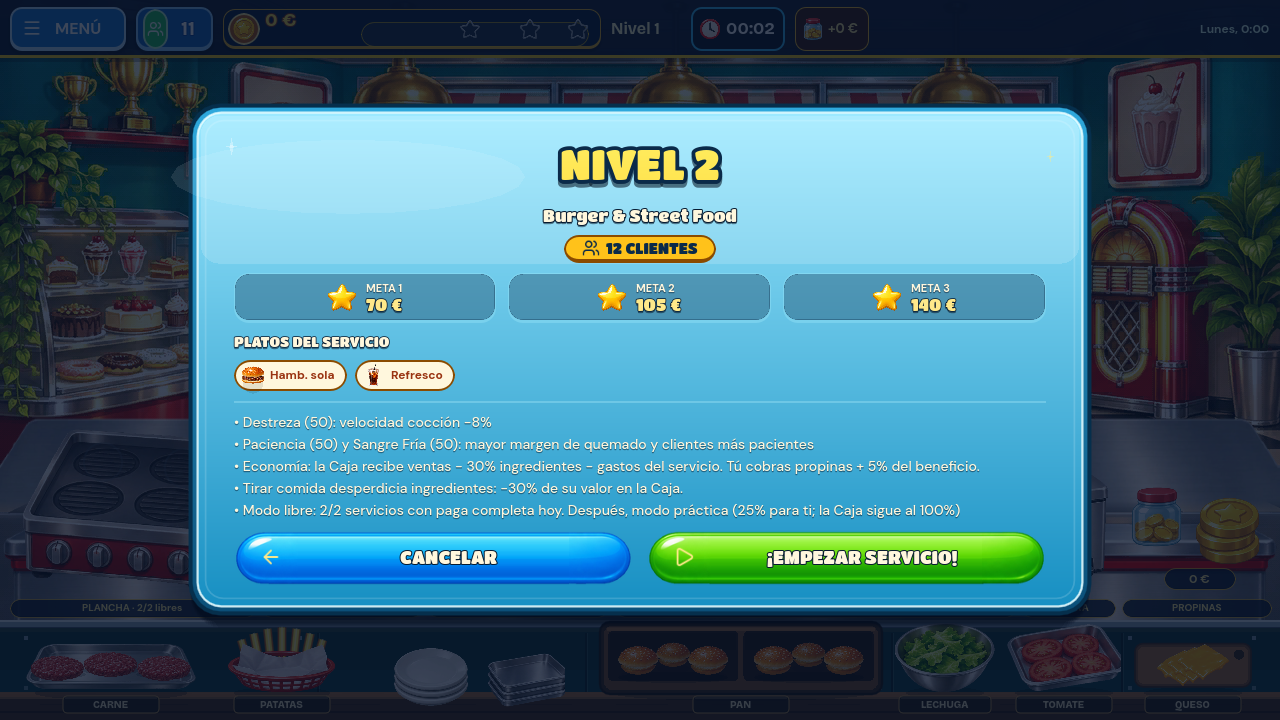 MENÚ
11
0 €
Nivel 1
00:02
+0 €
Lunes, 0:00
NIVEL 2
Burger & Street Food
12 CLIENTES
META 1
70 €
META 2
105 €
META 3
140 €
PLATOS DEL SERVICIO
Hamb. sola
Refresco
• Destreza (50): velocidad cocción -8%
• Paciencia (50) y Sangre Fría (50): mayor margen de quemado y clientes más pacientes
• Economía: la Caja recibe ventas - 30% ingredientes - gastos del servicio. Tú cobras propinas + 5% del beneficio.
• Tirar comida desperdicia ingredientes: -30% de su valor en la Caja.
• Modo libre: 2/2 servicios con paga completa hoy. Después, modo práctica (25% para ti; la Caja sigue al 100%)
CANCELAR
¡EMPEZAR SERVICIO!
0 €
PLANCHA · 2/2 libres
PROPINAS
CARNE
PATATAS
PAN
LECHUGA
TOMATE
QUESO